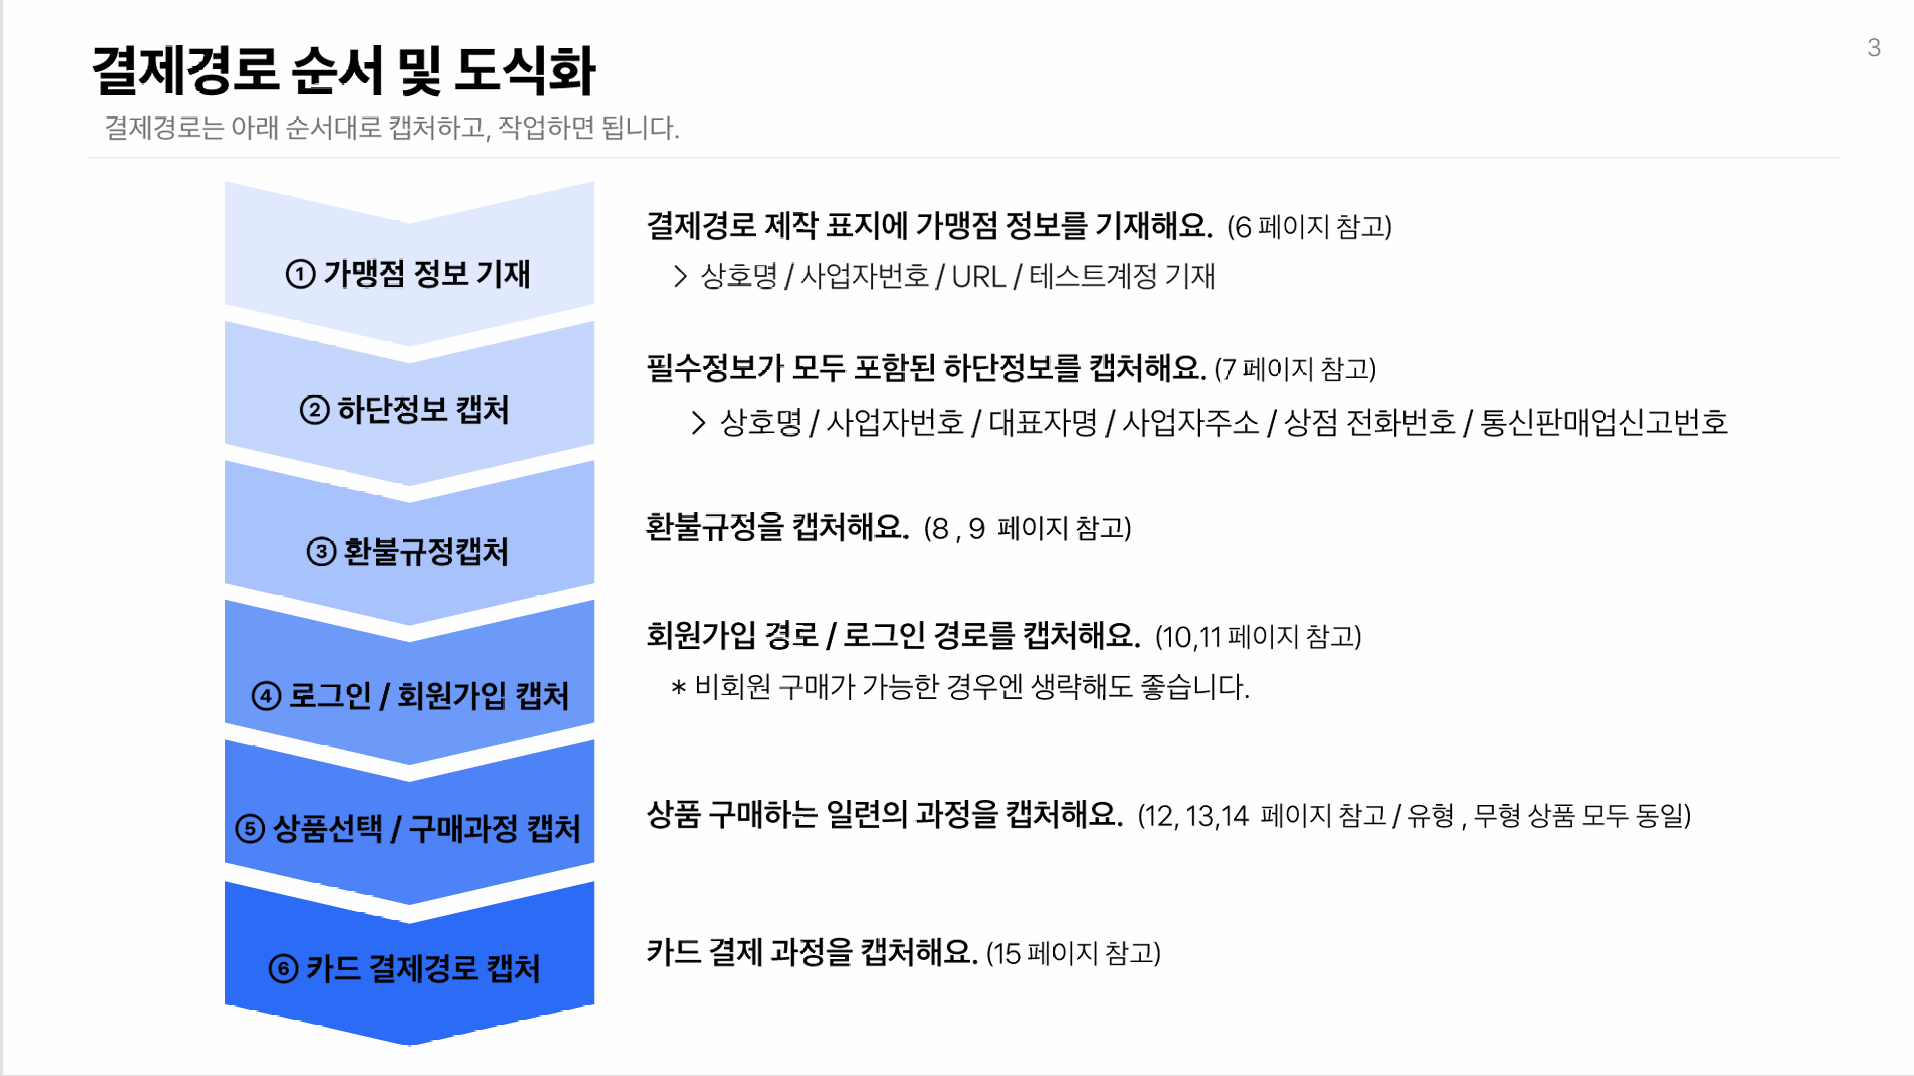 3
결제경로 순서 및 도식화
결제경로는 아래 순서대로 캡처하고, 작업하면 됩니다.
① 가맹점 정보 기재
결제경로 제작 표지에 가맹점 정보를 기재해요. (6 페이지 참고)
> 상호명 / 사업자번호 / URL / 테스트계정 기재
② 하단정보 캡처
필수정보가 모두 포함된 하단정보를 캡처해요. (7 페이지 참고)
> 상호명 / 사업자번호 / 대표자명 / 사업자주소 / 상점 전화번호 / 통신판매업신고번호
③ 환불규정캡처
환불규정을 캡처해요. (8 , 9 페이지 참고)
④ 로그인 / 회원가입 캡처
회원가입 경로 / 로그인 경로를 캡처해요. (10,11 페이지 참고)
* 비회원 구매가 가능한 경우엔 생략해도 좋습니다.
⑤ 상품선택 / 구매과정 캡처
상품 구매하는 일련의 과정을 캡처해요. (12, 13,14 페이지 참고 / 유형 , 무형 상품 모두 동일)
⑥ 카드 결제경로 캡처
카드 결제 과정을 캡처해요. (15 페이지 참고)